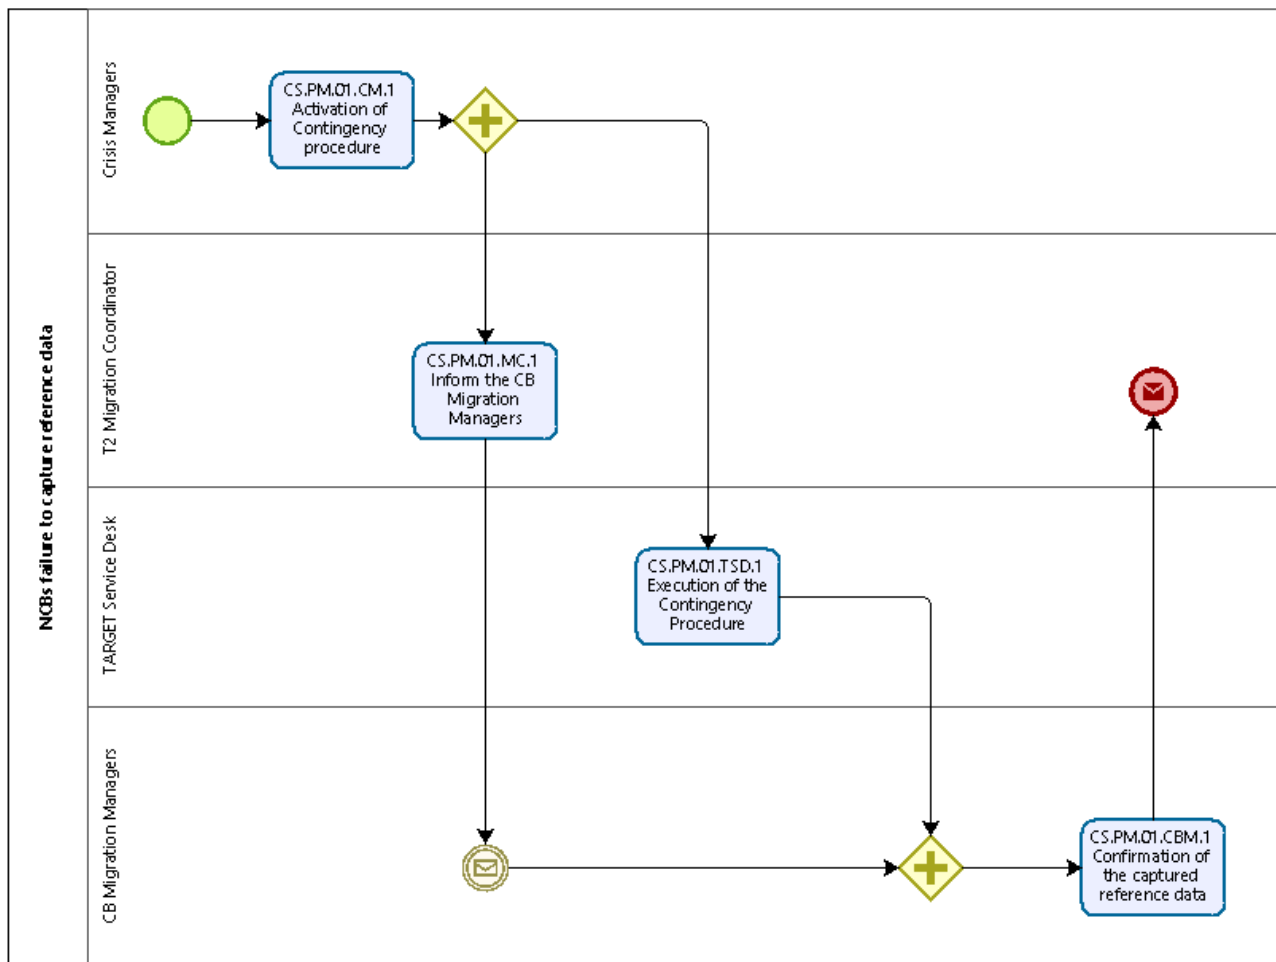 NCBs failure to capture reference data
Crisis Managers
CS.PM.01.CM.1
Activation of
Contingency
procedure
T2 Migration Coordinator
CS.PM.01.MC.1
Inform the CB
Migration
Managers
TARGET Service Desk
CS.PM.01.TSD.1
Execution of the
Contingency
Procedure
CB Migration Managers
CS.PM.01.CBM.1
Confirmation of
the captured
reference data